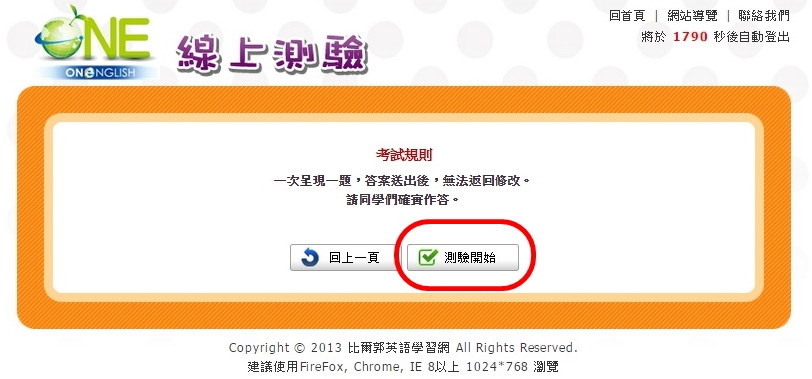 ONE
ONENGLISH
線上測驗
回首頁 | 網站導覽 | 聯絡我們
將於 1790 秒後自動登出
考試規則
一次呈現一題，答案送出後，無法返回修改。
請同學們確實作答。
回上一頁
測驗開始
Copyright © 2013 比爾郭英語學習網 All Rights Reserved.
建議使用FireFox, Chrome, IE 8以上 1024*768 瀏覽